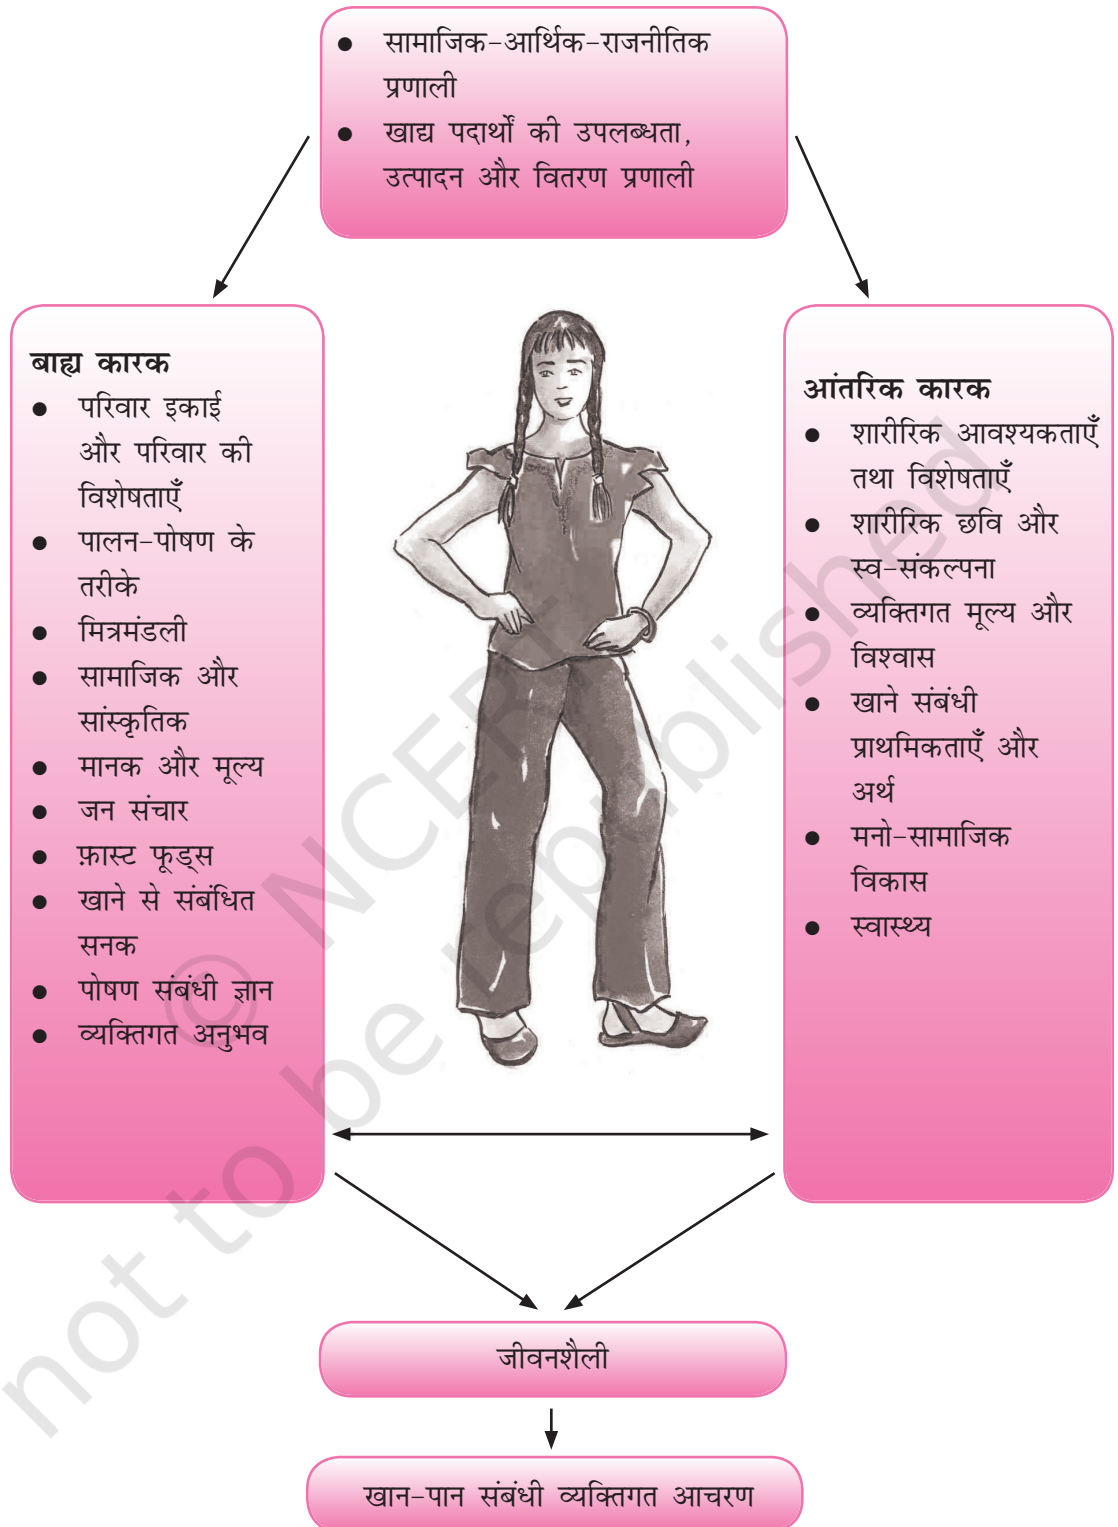 ● सामाजिक-आर्थिक-राजनीतिक
प्रणाली
● खाद्य पदार्थों की उपलब्धता,
उत्पादन और वितरण प्रणाली
बाह्य कारक
● परिवार इकाई
और परिवार की
विशेषताएँ
● पालन-पोषण के
तरीके
● मित्रमंडली
● सामाजिक और
सांस्कृतिक
● मानक और मूल्य
● जन संचार
● फ़ास्ट फूड्स
● खाने से संबंधित
सनक
● पोषण संबंधी ज्ञान
● व्यक्तिगत अनुभव
आंतरिक कारक
● शारीरिक आवश्यकताएँ
तथा विशेषताएँ
● शारीरिक छवि और
स्व-संकल्पना
● व्यक्तिगत मूल्य और
विश्वास
● खाने संबंधी
प्राथमिकताएँ और
अर्थ
● मनो-सामाजिक
विकास
● स्वास्थ्य
जीवनशैली
खान-पान संबंधी व्यक्तिगत आचरण
© NCERT
not to be republished